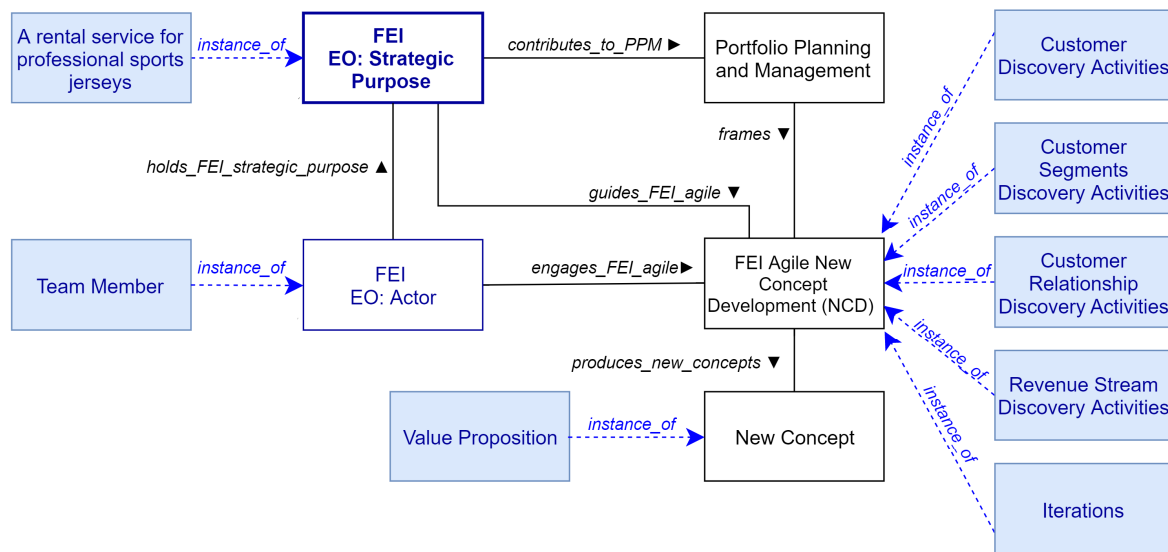 A rental service for
professional sports
jerseys
instance_of
FEI
EO: Strategic
Purpose
contributes_to_PPM ►
Portfolio Planning
and Management
Customer
Discovery Activities
instance_of
holds_FEI_strategic_purpose ▲
frames ▼
guides_FEI_agile ▼
Customer
Segments
Discovery Activities
instance_of
Team Member
instance_of
FEI
EO: Actor
engages_FEI_agile►
FEI Agile New
Concept
Development (NCD)
instance_of
Customer
Relationship
Discovery Activities
produces_new_concepts ▼
instance_of
Revenue Stream
Discovery Activities
Value Proposition
instance_of
New Concept
instance_of
Iterations